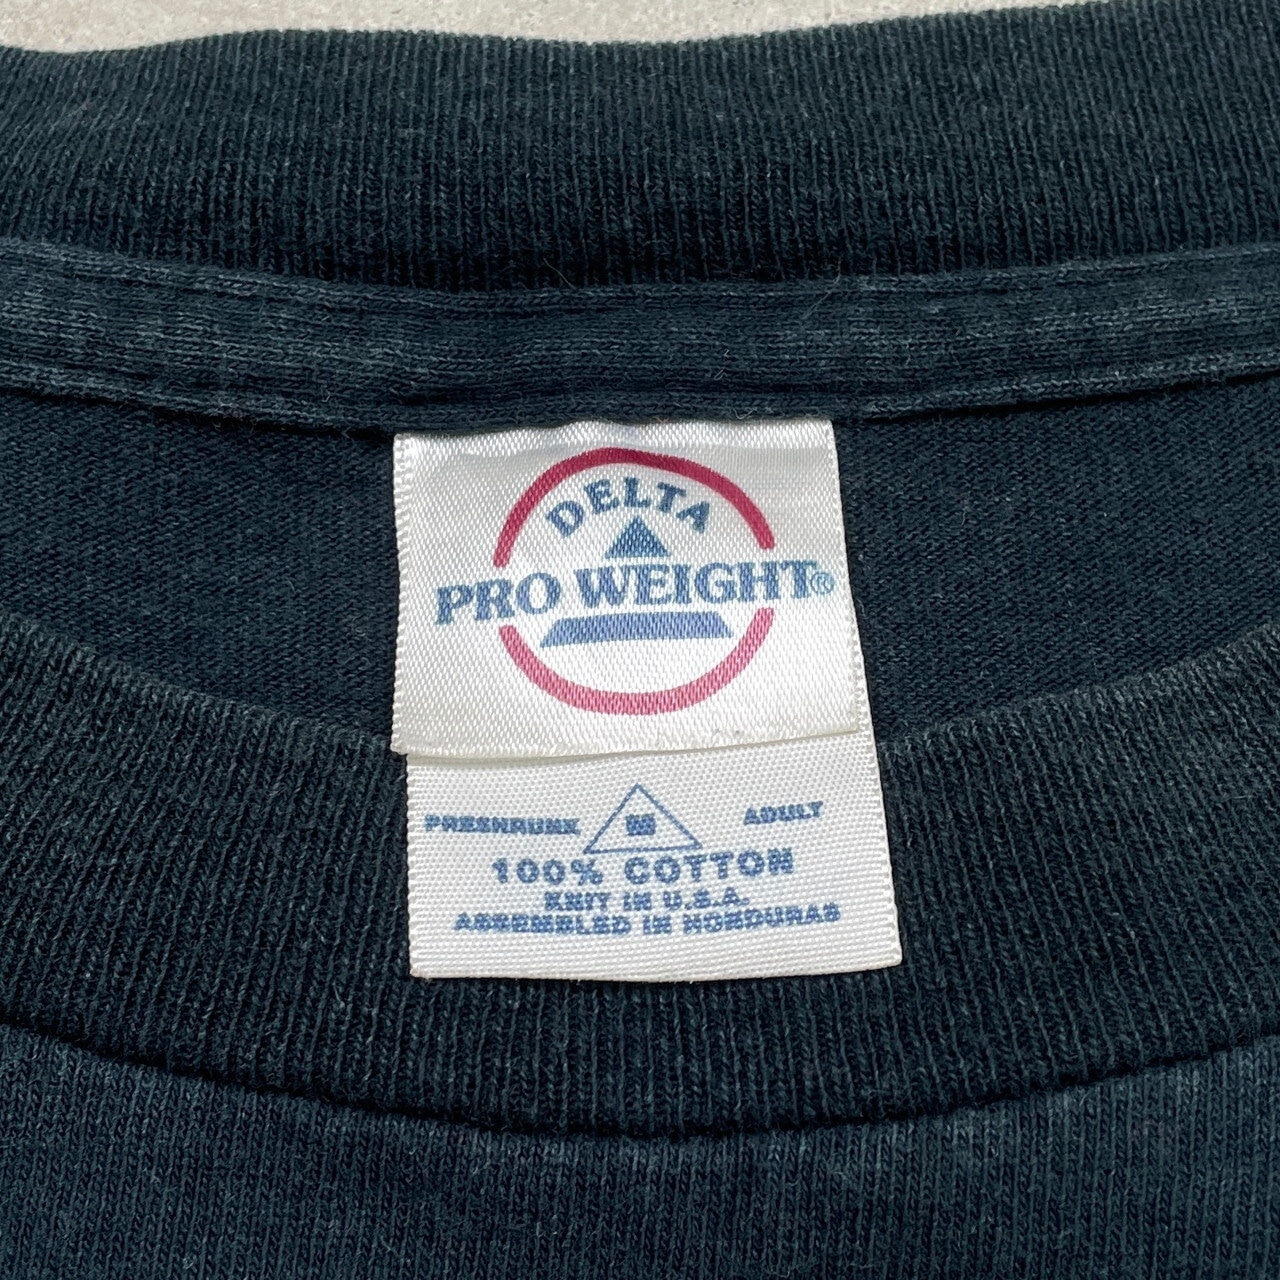 DELTA
PRO WEIGHT®
PRESHRUNK M ADULT
100% COTTON
KNIT IN U.S.A.
ASSEMBLED IN HONDURAS